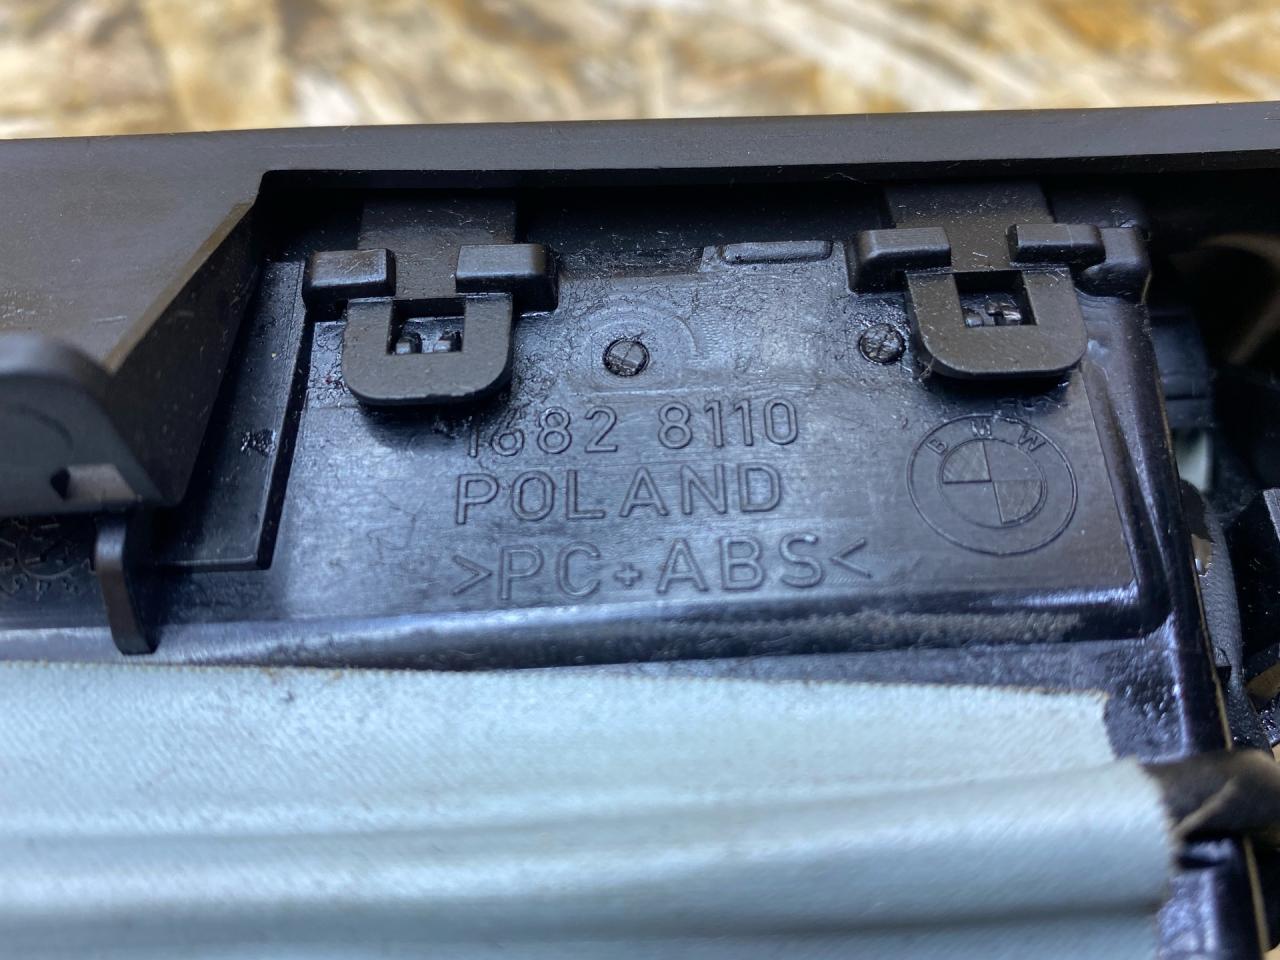 1682 8110
POLAND
>PC+ABS<
BMW